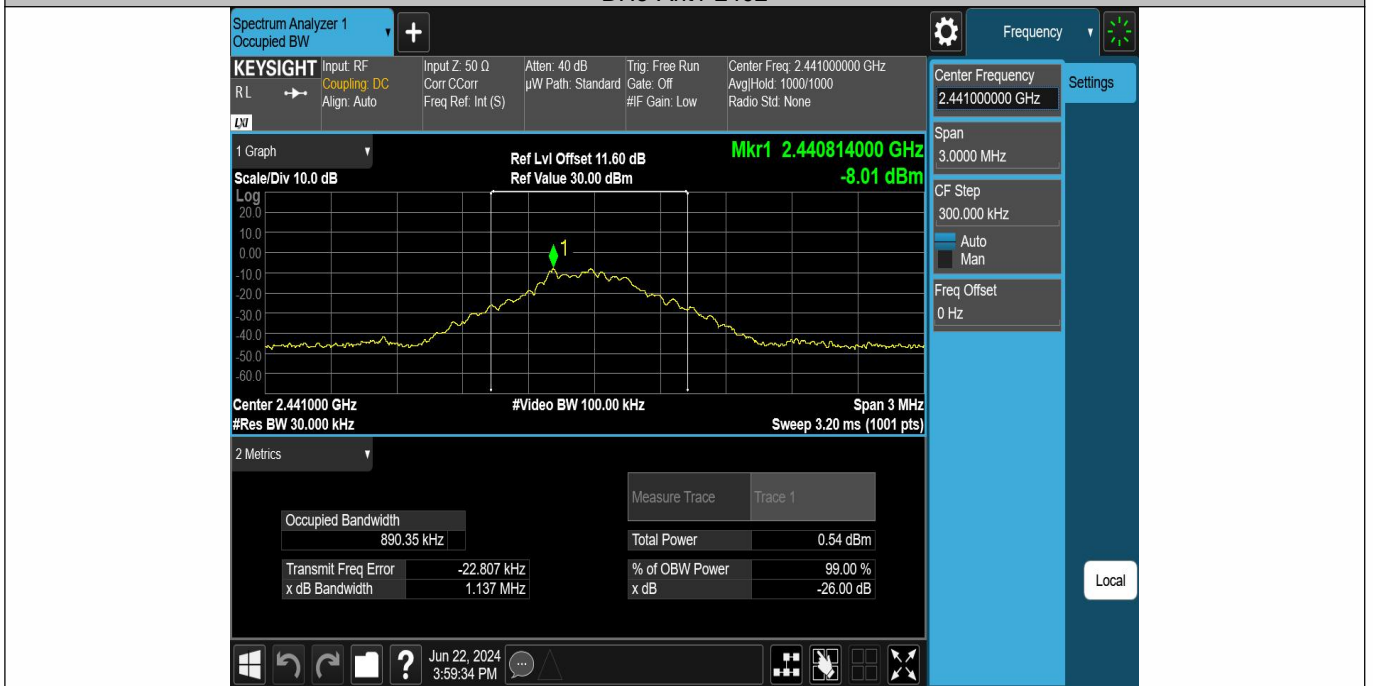 Spectrum Analyzer 1
Occupied BW
+
Frequency
KEYSIGHT
RL
LXI
Input: RF
Coupling: DC
Align: Auto
Input Z: 50 Ω
Corr CCorr
Freq Ref: Int (S)
Atten: 40 dB
µW Path: Standard
Trig: Free Run
Gate: Off
#IF Gain: Low
Center Freq: 2.441000000 GHz
Avg|Hold: 1000/1000
Radio Std: None
Center Frequency
2.441000000 GHz
Settings
Span
3.0000 MHz
CF Step
300.000 kHz
Auto
Man
Freq Offset
0 Hz
Local
1 Graph
Scale/Div 10.0 dB
Ref Lvl Offset 11.60 dB
Ref Value 30.00 dBm
Mkr1 2.440814000 GHz
-8.01 dBm
Log
20.0
10.0
0.00
-10.0
-20.0
-30.0
-40.0
-50.0
-60.0
1
Center 2.441000 GHz
#Res BW 30.000 kHz
#Video BW 100.00 kHz
Span 3 MHz
Sweep 3.20 ms (1001 pts)
2 Metrics
Measure Trace
Trace 1
Occupied Bandwidth
890.35 kHz
Total Power
0.54 dBm
Transmit Freq Error
-22.807 kHz
% of OBW Power
99.00 %
x dB Bandwidth
1.137 MHz
x dB
-26.00 dB
?
Jun 22, 2024
3:59:34 PM